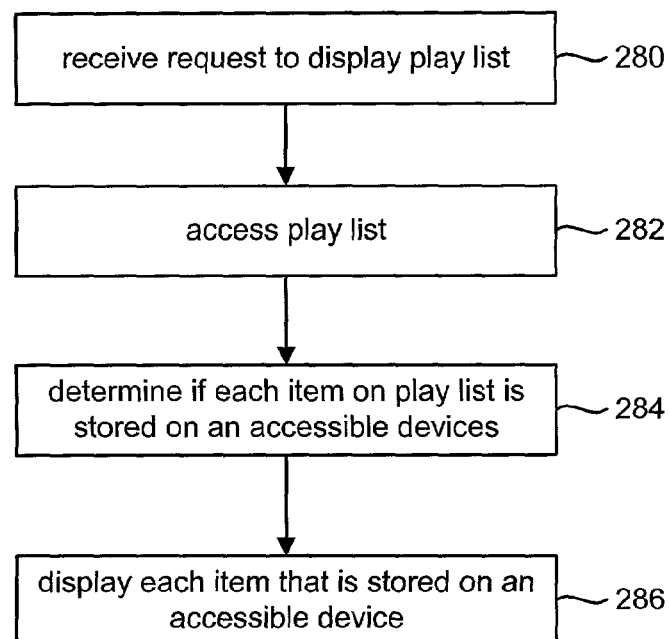 receive request to display play list 280
access play list 282
determine if each item on play list is
stored on an accessible devices 284
display each item that is stored on an
accessible device 286